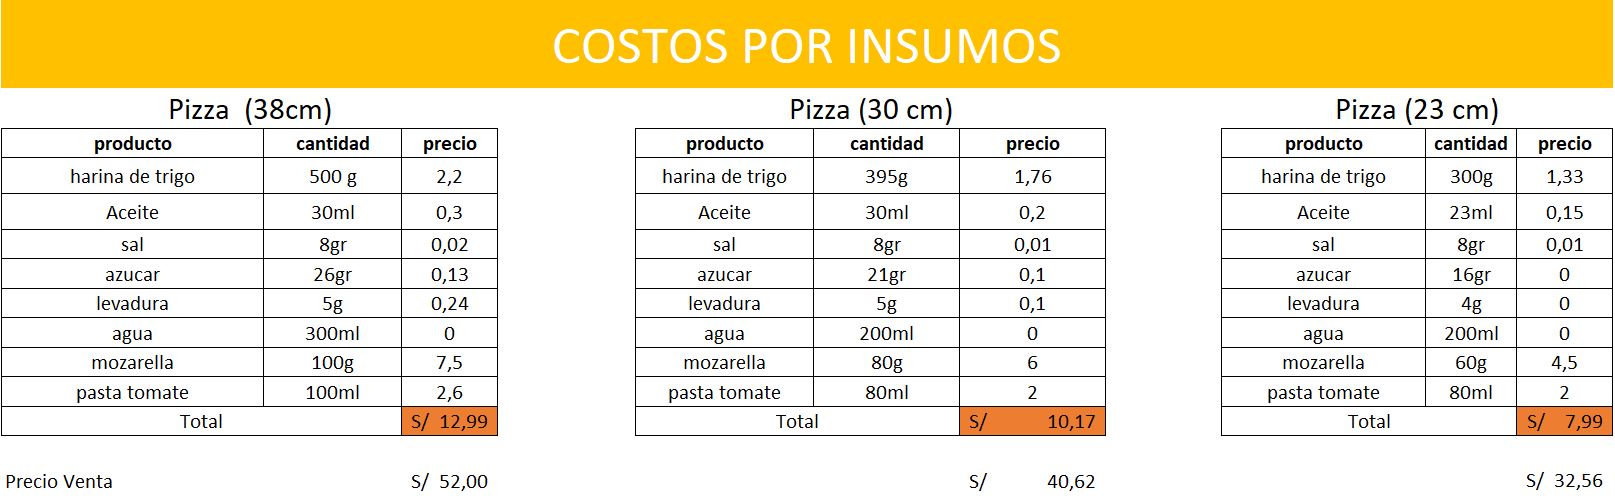 COSTOS POR INSUMOS
Pizza (38cm) Pizza (30 cm) Pizza (23 cm)
producto cantidad precio producto cantidad precio producto cantidad precio
harina de trigo 500 g 2,2 harina de trigo 395g 1,76 harina de trigo 300g 1,33
Aceite 30ml 0,3 Aceite 30ml 0,2 Aceite 23ml 0,15
sal 8gr 0,02 sal 8gr 0,01 sal 8gr 0,01
azucar 26gr 0,13 azucar 21gr 0,1 azucar 16gr 0
levadura 5g 0,24 levadura 5g 0,1 levadura 4g 0
agua 300ml 0 agua 200ml 0 agua 200ml 0
mozarella 100g 7,5 mozarella 80g 6 mozarella 60g 4,5
pasta tomate 100ml 2,6 pasta tomate 80ml 2 pasta tomate 80ml 2
Total S/ 12,99 Total S/ 10,17 Total S/ 7,99
Precio Venta S/ 52,00 S/ 40,62 S/ 32,56